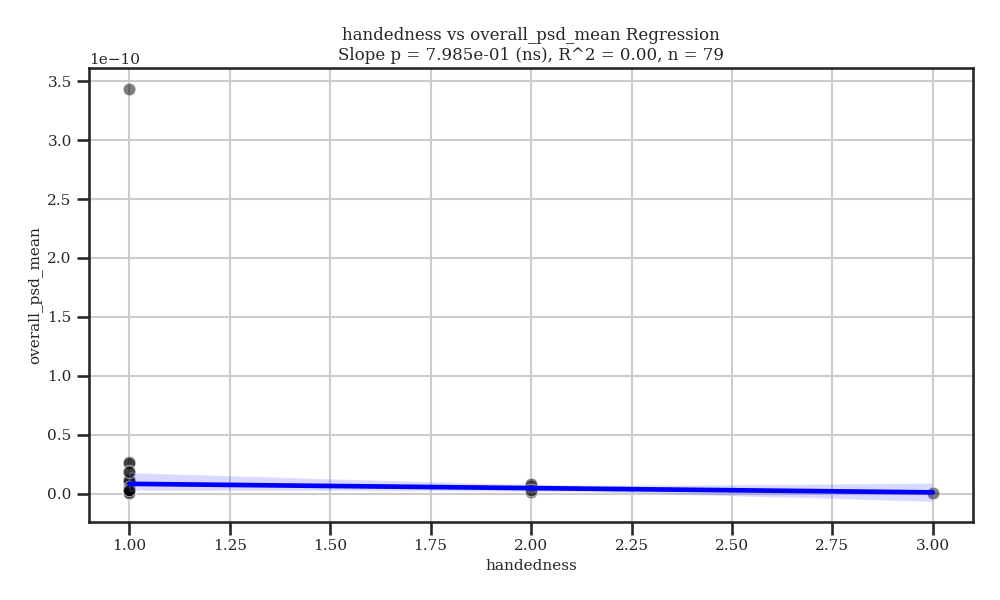 handedness vs overall_psd_mean Regression
Slope p = 7.985e-01 (ns), R^2 = 0.00, n = 79
1e−10
3.5
3.0
2.5
2.0
1.5
1.0
0.5
0.0
overall_psd_mean
1.00 1.25 1.50 1.75 2.00 2.25 2.50 2.75 3.00
handedness